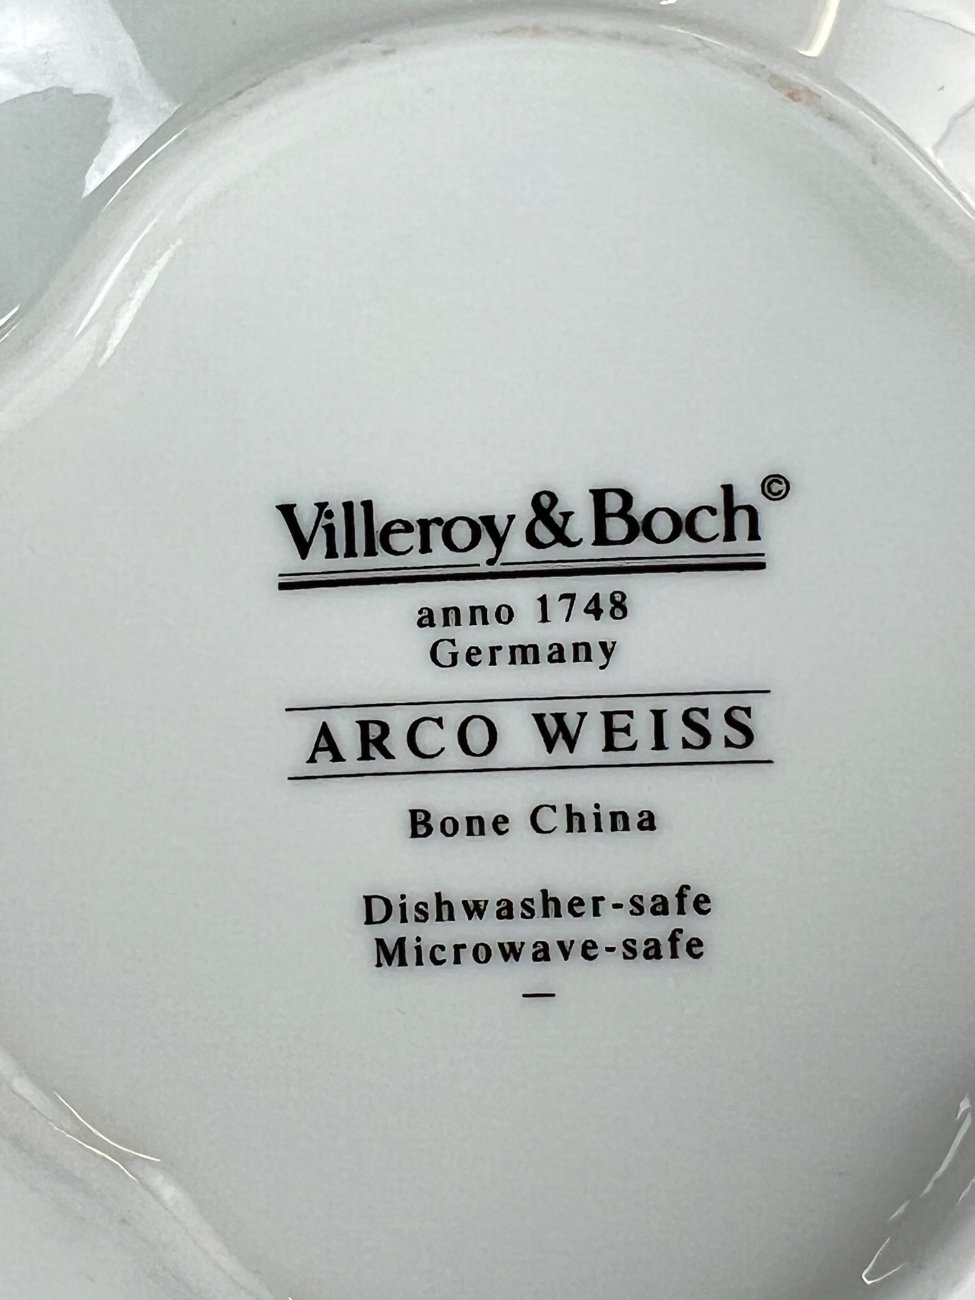 Villeroy & Boch©
anno 1748
Germany
ARCO WEISS
Bone China
Dishwasher-safe
Microwave-safe